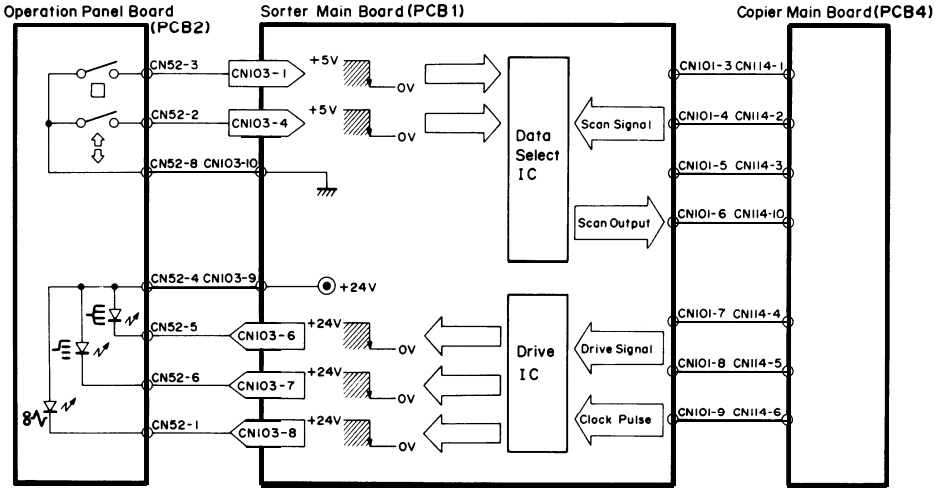 Operation Panel Board
(PCB2)
Sorter Main Board (PCB1)
Copier Main Board (PCB4)
CN52-3
CN103-1
+5V
0V
CN101-3 CN114-1
CN52-2
CN103-4
+5V
0V
Data
Select
IC
Scan Signal
CN101-4 CN114-2
CN52-8 CN103-10
CN101-5 CN114-3
Scan Output
CN101-6 CN114-10
CN52-4 CN103-9
+24V
CN52-5
CN103-6
+24V
0V
CN101-7 CN114-4
Drive
IC
Drive Signal
CN52-6
CN103-7
+24V
0V
CN101-8 CN114-5
CN52-1
CN103-8
+24V
0V
Clock Pulse
CN101-9 CN114-6